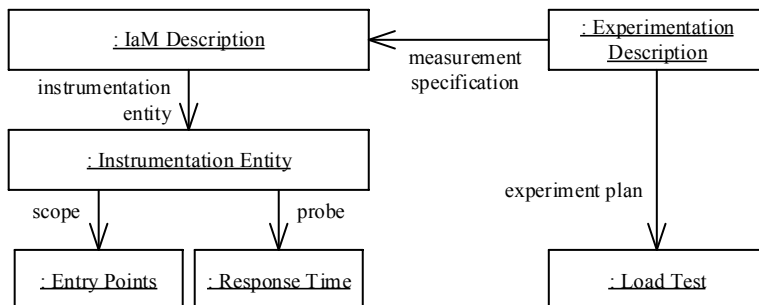 : IaM Description
: Experimentation
Description
measurement
specification
instrumentation
entity
: Instrumentation Entity
scope
probe
experiment plan
: Entry Points
: Response Time
: Load Test